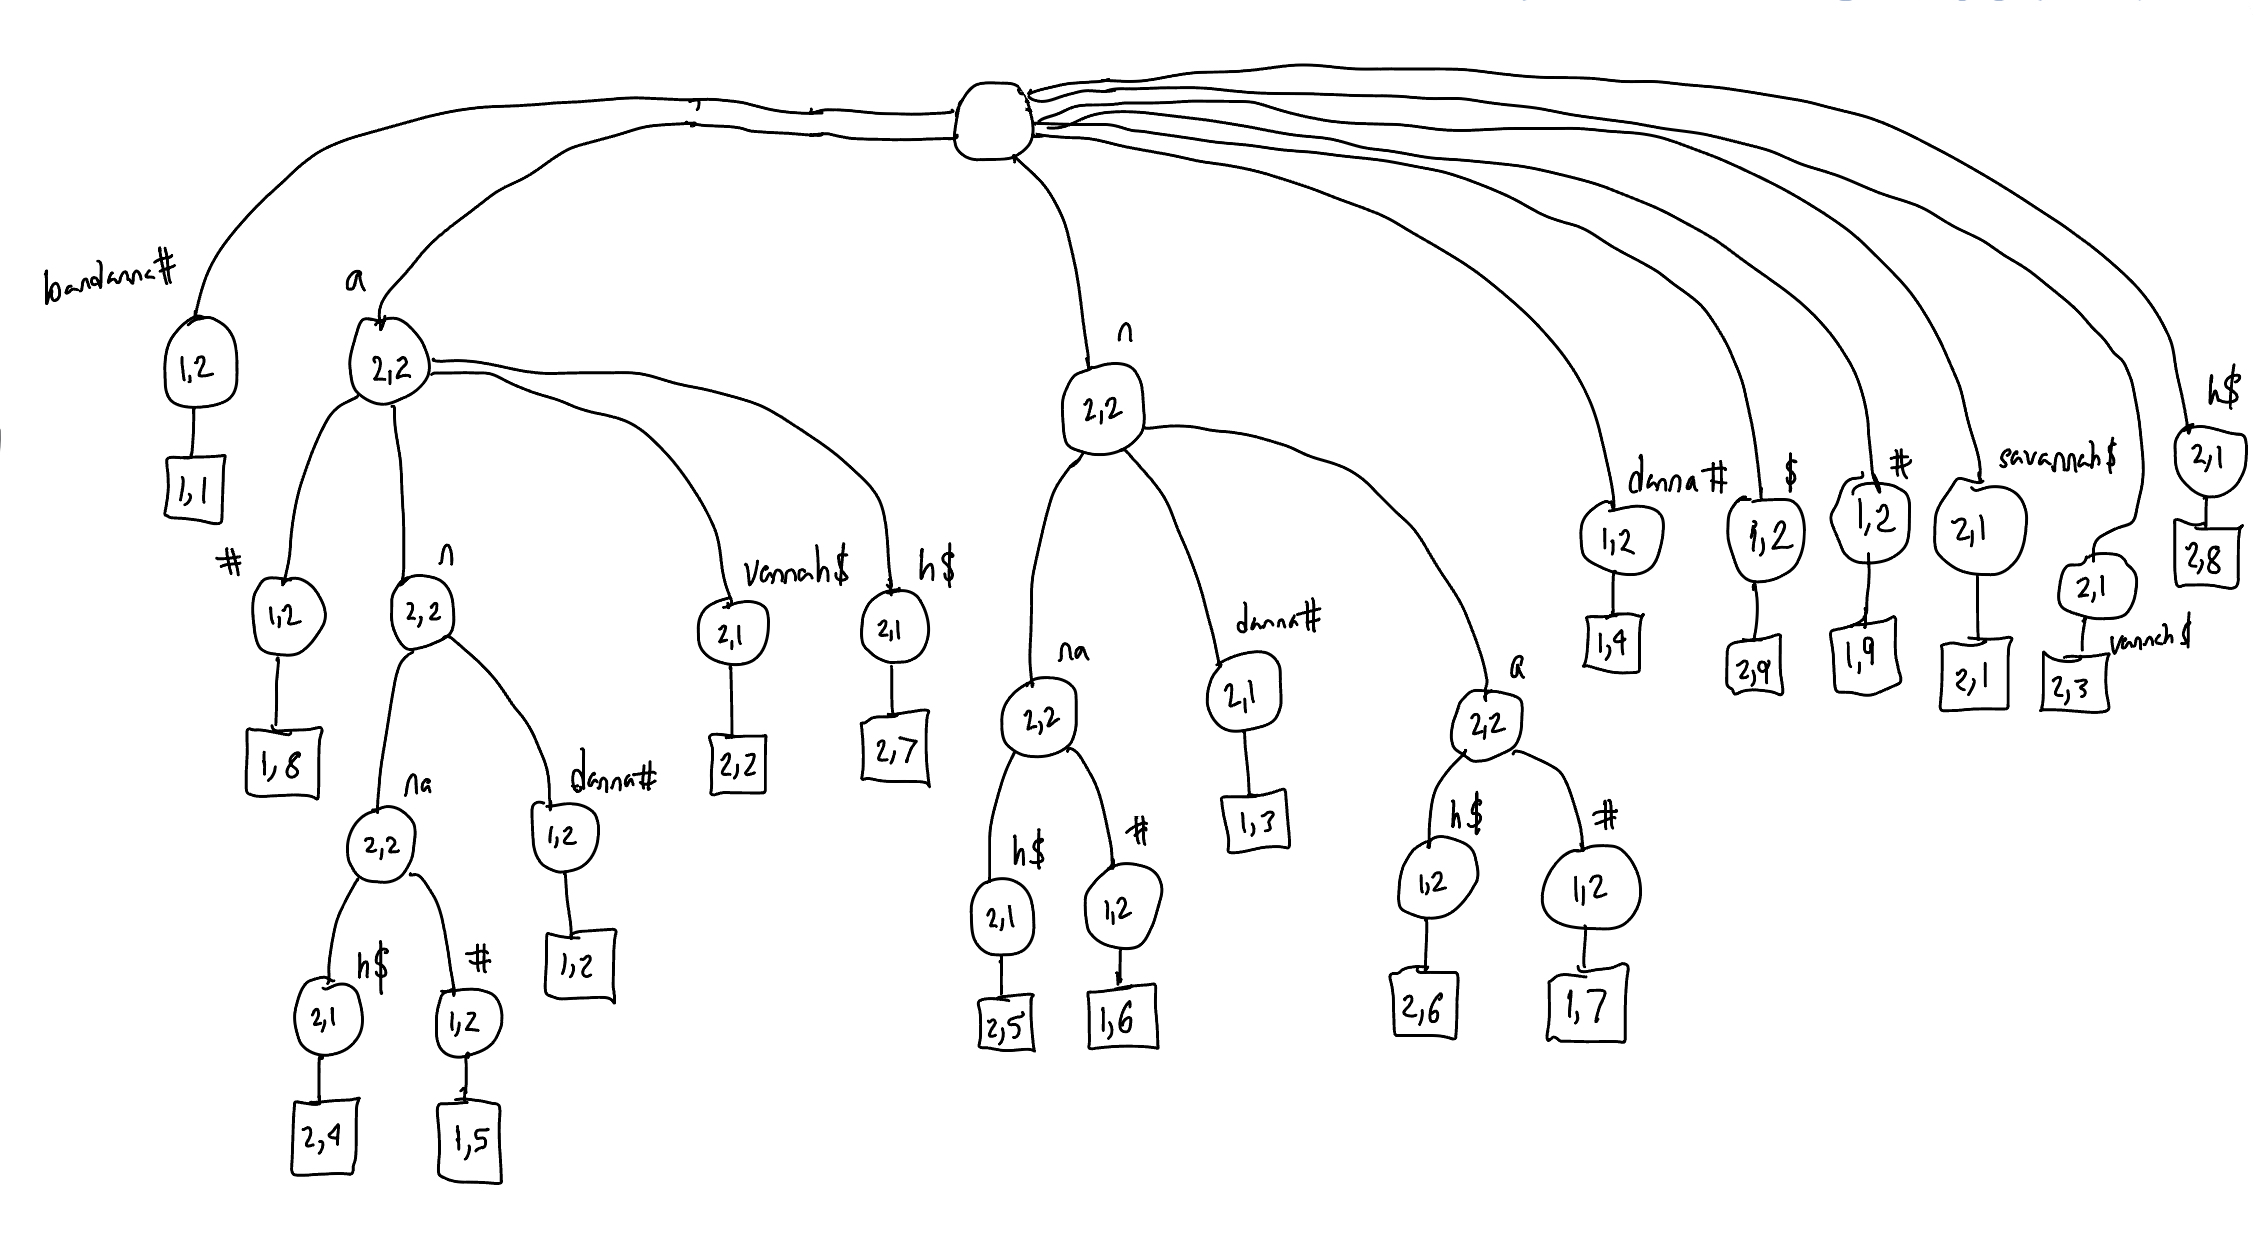 bandanna#
a
n
1,2
2,2
2,2
h$
2,1
1,1
danna#
$
#
savannah$
1,2
1,2
1,2
2,1
2,1
2,8
#
n
vannah$
h$
1,2
2,2
2,1
2,1
na
danna#
a
1,4
2,9
1,9
2,1
2,3
vannah$
2,2
2,1
2,2
1,8
na
danna#
2,2
2,7
2,2
1,2
h$
#
1,3
h$
#
2,1
1,2
1,2
1,2
h$
#
1,2
2,1
1,2
2,5
1,6
2,6
1,7
2,4
1,5